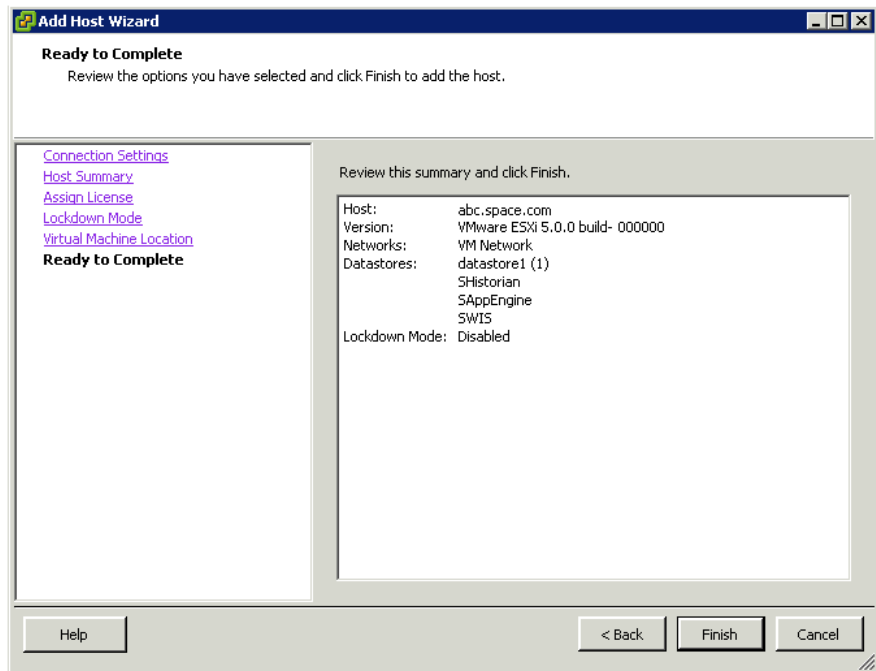 Add Host Wizard
Ready to Complete
Review the options you have selected and click Finish to add the host.
Connection Settings
Host Summary
Assign License
Lockdown Mode
Virtual Machine Location
Ready to Complete
Review this summary and click Finish.
Host: abc.space.com
Version: VMware ESXi 5.0.0 build- 000000
Networks: VM Network
Datastores: datastore1 (1)
SHistorian
SAppEngine
SWIS
Lockdown Mode: Disabled
Help
< Back
Finish
Cancel